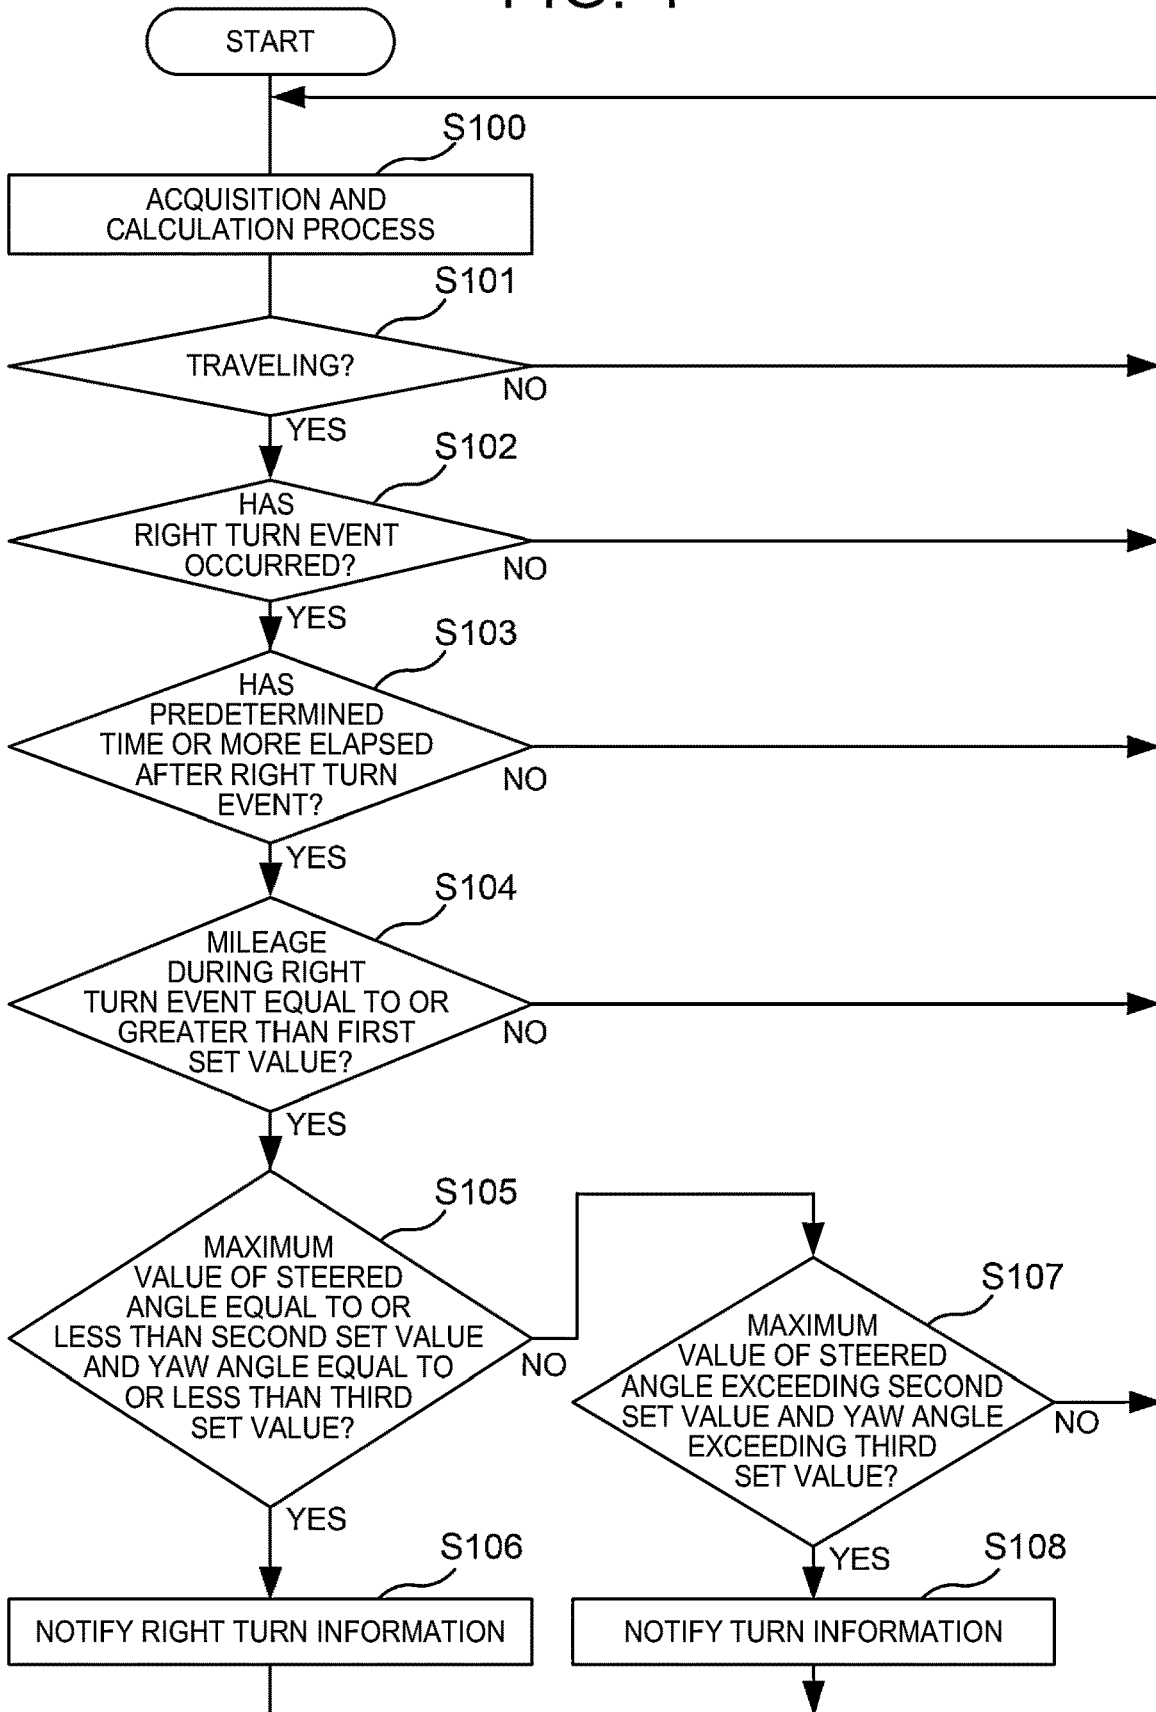 START
S100
ACQUISITION AND
CALCULATION PROCESS
S101
TRAVELING?
NO
YES
S102
HAS
RIGHT TURN EVENT
OCCURRED?
NO
YES
S103
HAS
PREDETERMINED
TIME OR MORE ELAPSED
AFTER RIGHT TURN
EVENT?
NO
YES
S104
MILEAGE
DURING RIGHT
TURN EVENT EQUAL TO OR
GREATER THAN FIRST
SET VALUE?
NO
YES
S105
MAXIMUM
VALUE OF STEERED
ANGLE EQUAL TO OR
LESS THAN SECOND SET VALUE
AND YAW ANGLE EQUAL TO
OR LESS THAN THIRD
SET VALUE?
NO
YES
S107
MAXIMUM
VALUE OF STEERED
ANGLE EXCEEDING SECOND
SET VALUE AND YAW ANGLE
EXCEEDING THIRD
SET VALUE?
NO
YES
S106
NOTIFY RIGHT TURN INFORMATION
S108
NOTIFY TURN INFORMATION